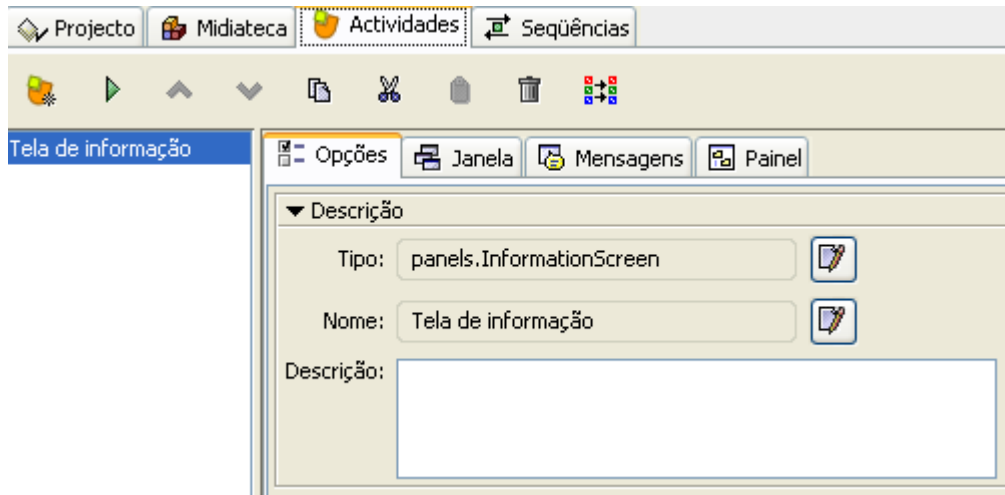 Projecto Midiateca Actividades Seqüências
Tela de informação
Opções Janela Mensagens Painel
Descrição
Tipo: panels.InformationScreen
Nome: Tela de informação
Descrição: